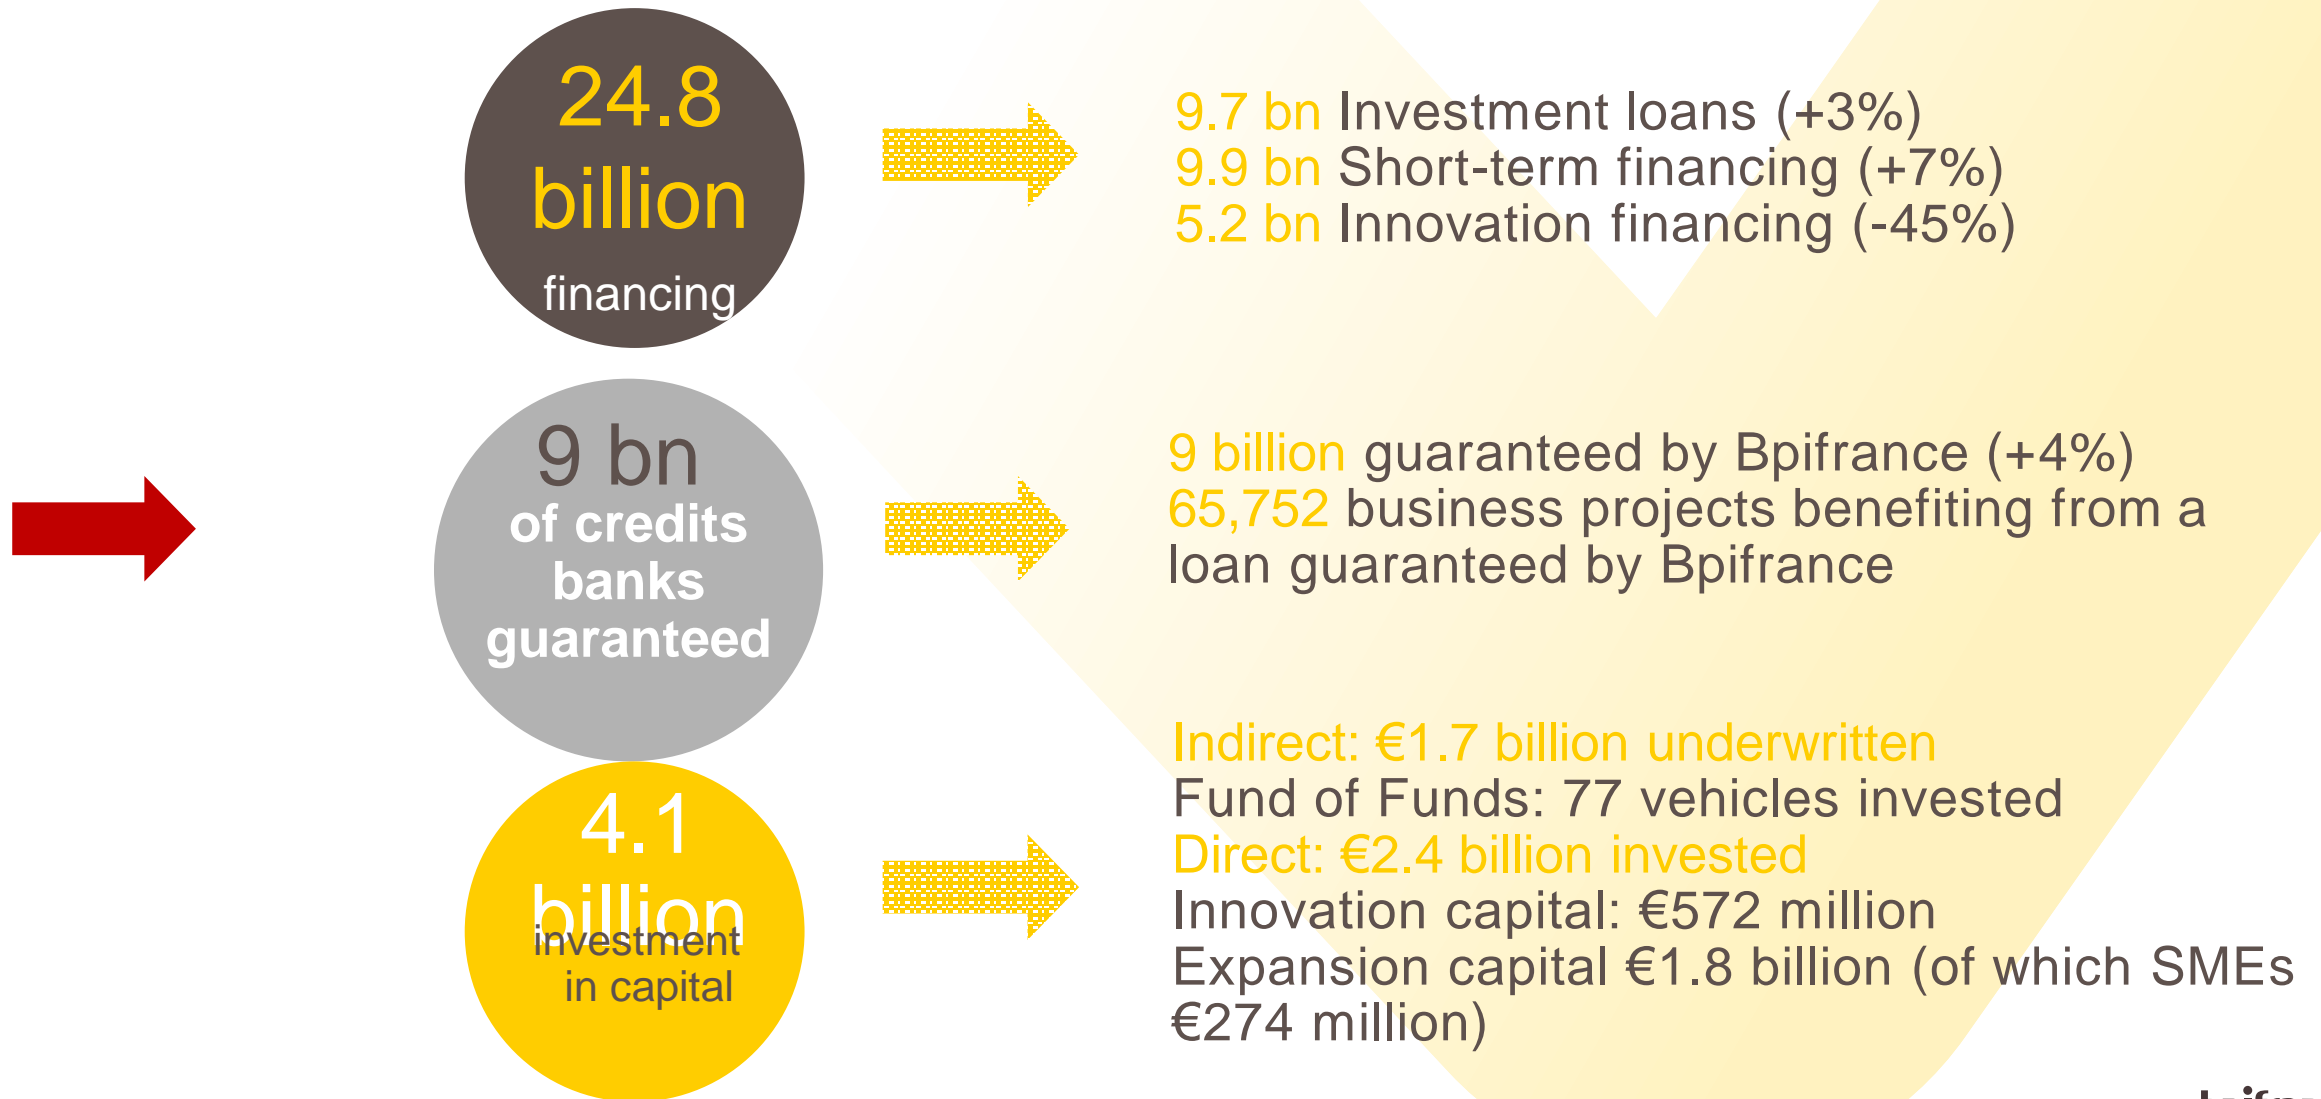 24.8
billion
financing
9.7 bn Investment loans (+3%)
9.9 bn Short-term financing (+7%)
5.2 bn Innovation financing (-45%)
9 bn
of credits
banks
guaranteed
9 billion guaranteed by Bpifrance (+4%)
65,752 business projects benefiting from a
loan guaranteed by Bpifrance
4.1
billion
investment
in capital
Indirect: €1.7 billion underwritten
Fund of Funds: 77 vehicles invested
Direct: €2.4 billion invested
Innovation capital: €572 million
Expansion capital €1.8 billion (of which SMEs
€274 million)